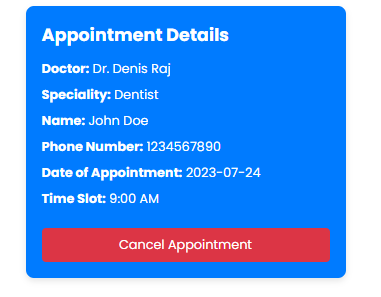 Appointment Details
Doctor: Dr. Denis Raj
Speciality: Dentist
Name: John Doe
Phone Number: 1234567890
Date of Appointment: 2023-07-24
Time Slot: 9:00 AM
Cancel Appointment